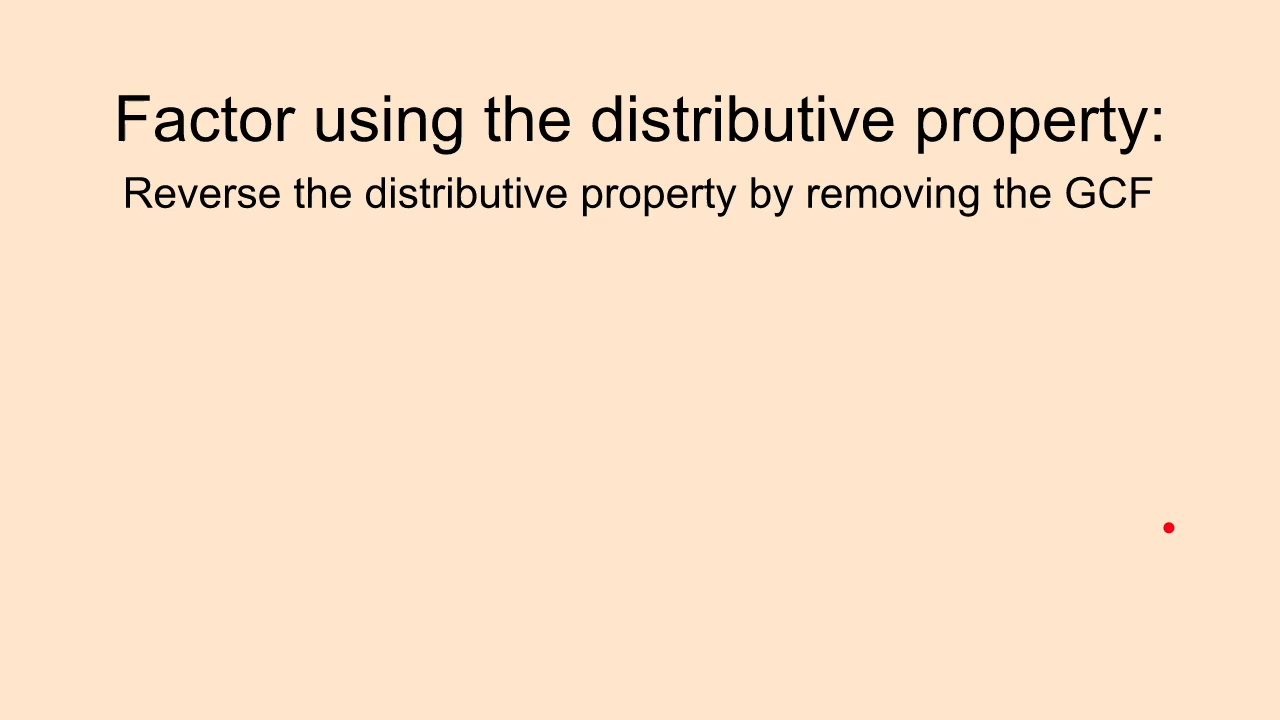 Factor using the distributive property:
Reverse the distributive property by removing the GCF